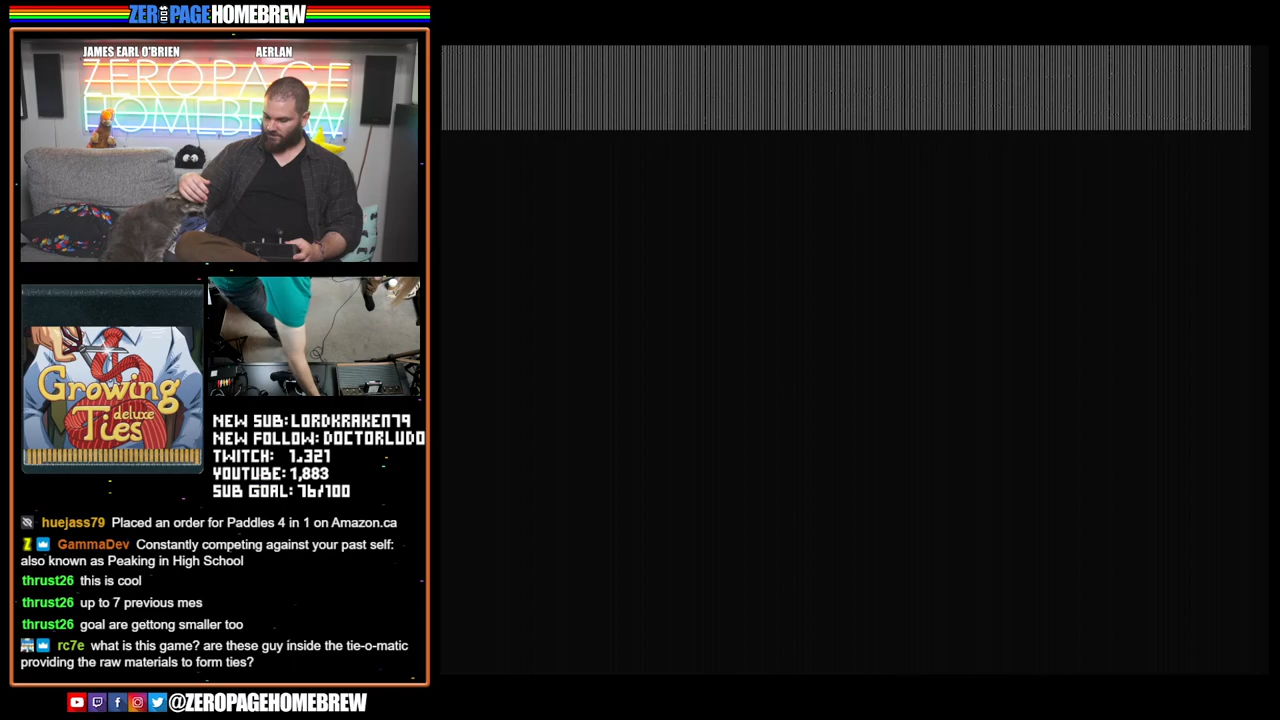 ZEROPAGE HOMEBREW
JAMES EARL O'BRIEN
AERLAN
ZEROPAGE
HOMEBREW
Growing
deluxe
Ties
NEW SUB: LORDKRAKEN79
NEW FOLLOW: DOCTORLUDO
TWITCH: 1,321
YOUTUBE: 1,883
SUB GOAL: 76/100
huejass79 Placed an order for Paddles 4 in 1 on Amazon.ca
GammaDev Constantly competing against your past self:
also known as Peaking in High School
thrust26 this is cool
thrust26 up to 7 previous mes
thrust26 goal are gettong smaller too
rc7e what is this game? are these guy inside the tie-o-matic
providing the raw materials to form ties?
@ZEROPAGEHOMEBREW